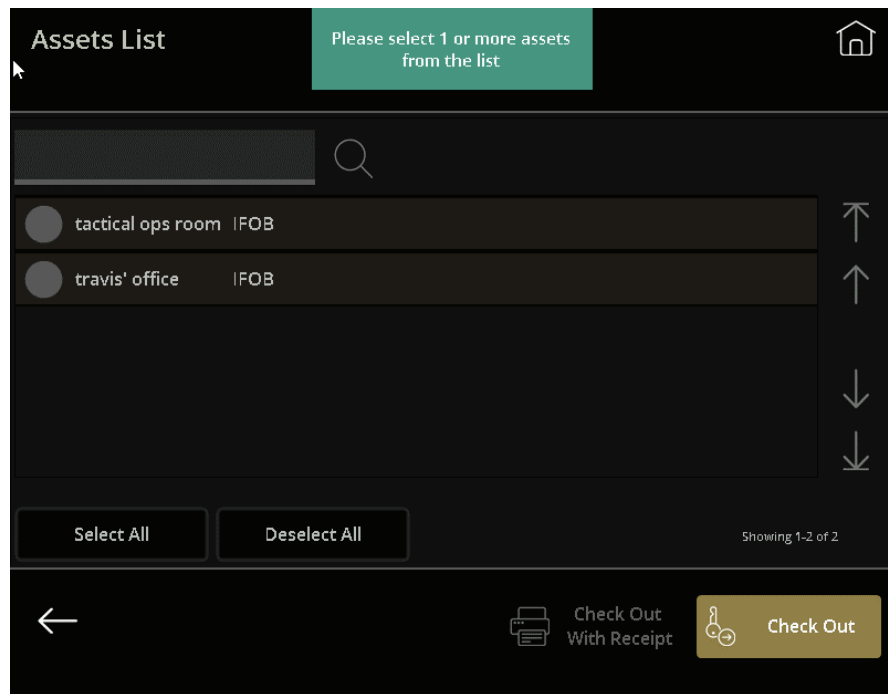 Assets List
Please select 1 or more assets
from the list
tactical ops room IFOB
travis' office IFOB
Select All
Deselect All
Showing 1-2 of 2
Check Out
With Receipt
Check Out